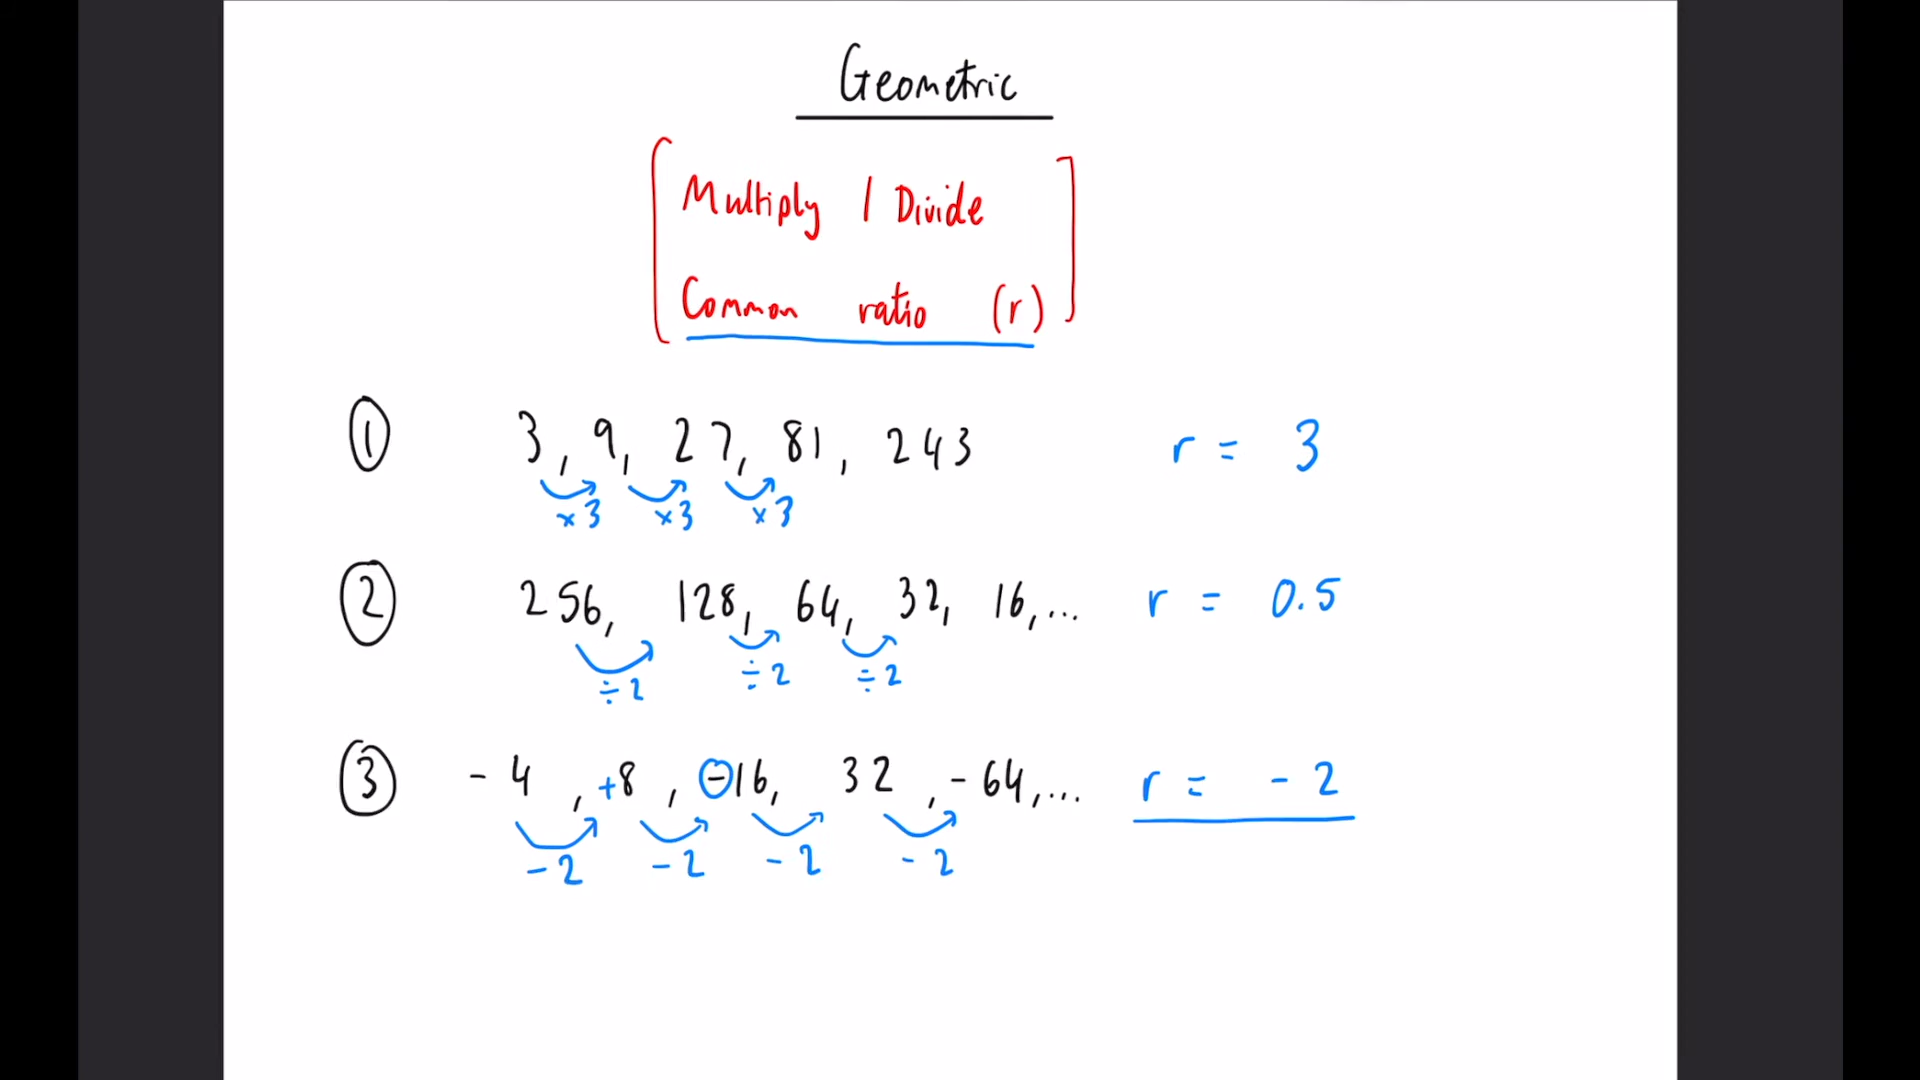 Geometric
Multiply / Divide
Common ratio (r)
① 3, 9, 27, 81, 243 r = 3
×3 ×3 ×3
② 256, 128, 64, 32, 16,... r = 0.5
÷2 ÷2 ÷2
③ -4, +8, -16, 32, -64,... r = -2
-2 -2 -2 -2